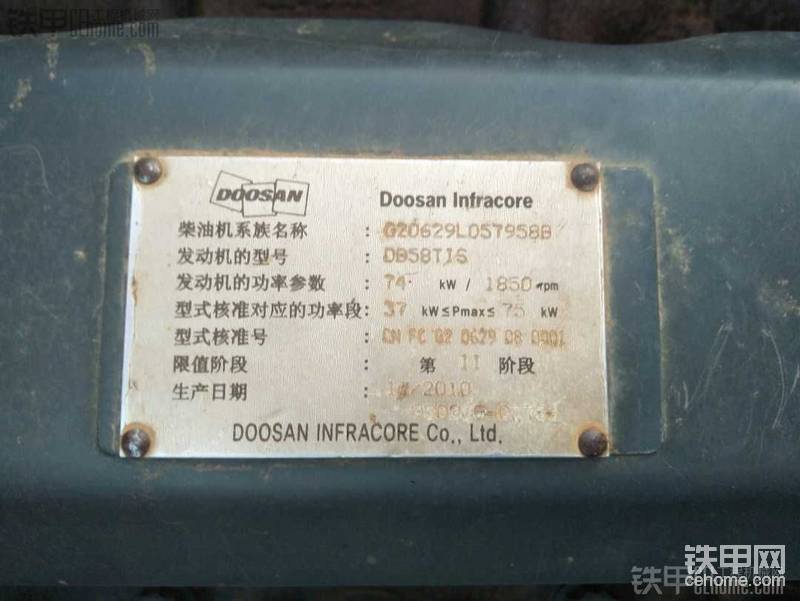 铁甲
DOOSAN
Doosan Infracore
柴油机系族名称 : G20629L057958B
发动机的型号 : DB58TIS
发动机的功率参数 : 74 kW / 1850 rpm
型式核准对应的功率段: 37 kW≤Pmax≤ 75 kW
型式核准号 : CN FC G2 0629 08 0001
限值阶段 : 第 II 阶段
生产日期 : /2010
DOOSAN INFRACORE Co., Ltd.
铁甲网
cehome.com